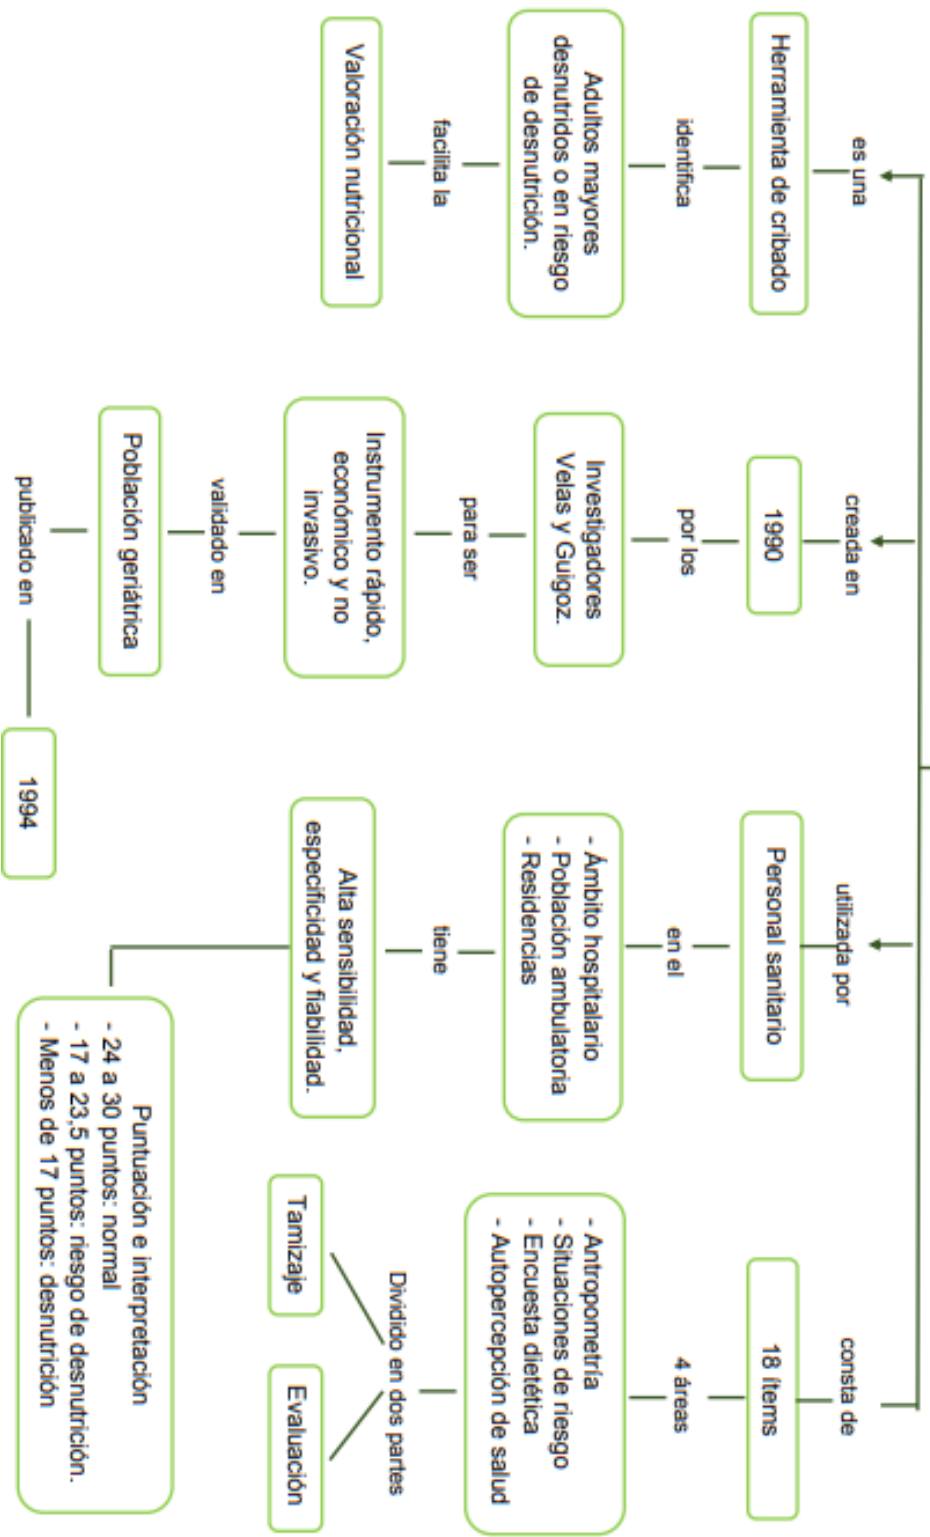 es una
Herramienta de cribado
identifica
Adultos mayores
desnutridos o en riesgo
de desnutrición.
facilita la
Valoración nutricional
creada en
1990
por los
Investigadores
Velas y Guigoz.
para ser
Instrumento rápido,
económico y no
invasivo.
validado en
Población geriátrica
publicado en
1994
utilizada por
Personal sanitario
en el
- Ámbito hospitalario
- Población ambulatoria
- Residencias
tiene
Alta sensibilidad,
especificidad y fiabilidad.
Puntuación e interpretación
- 24 a 30 puntos: normal
- 17 a 23,5 puntos: riesgo de desnutrición.
- Menos de 17 puntos: desnutrición
consta de
18 ítems
4 áreas
- Antropometría
- Situaciones de riesgo
- Encuesta dietética
- Autopercepción de salud
Dividido en dos partes
Tamizaje
Evaluación